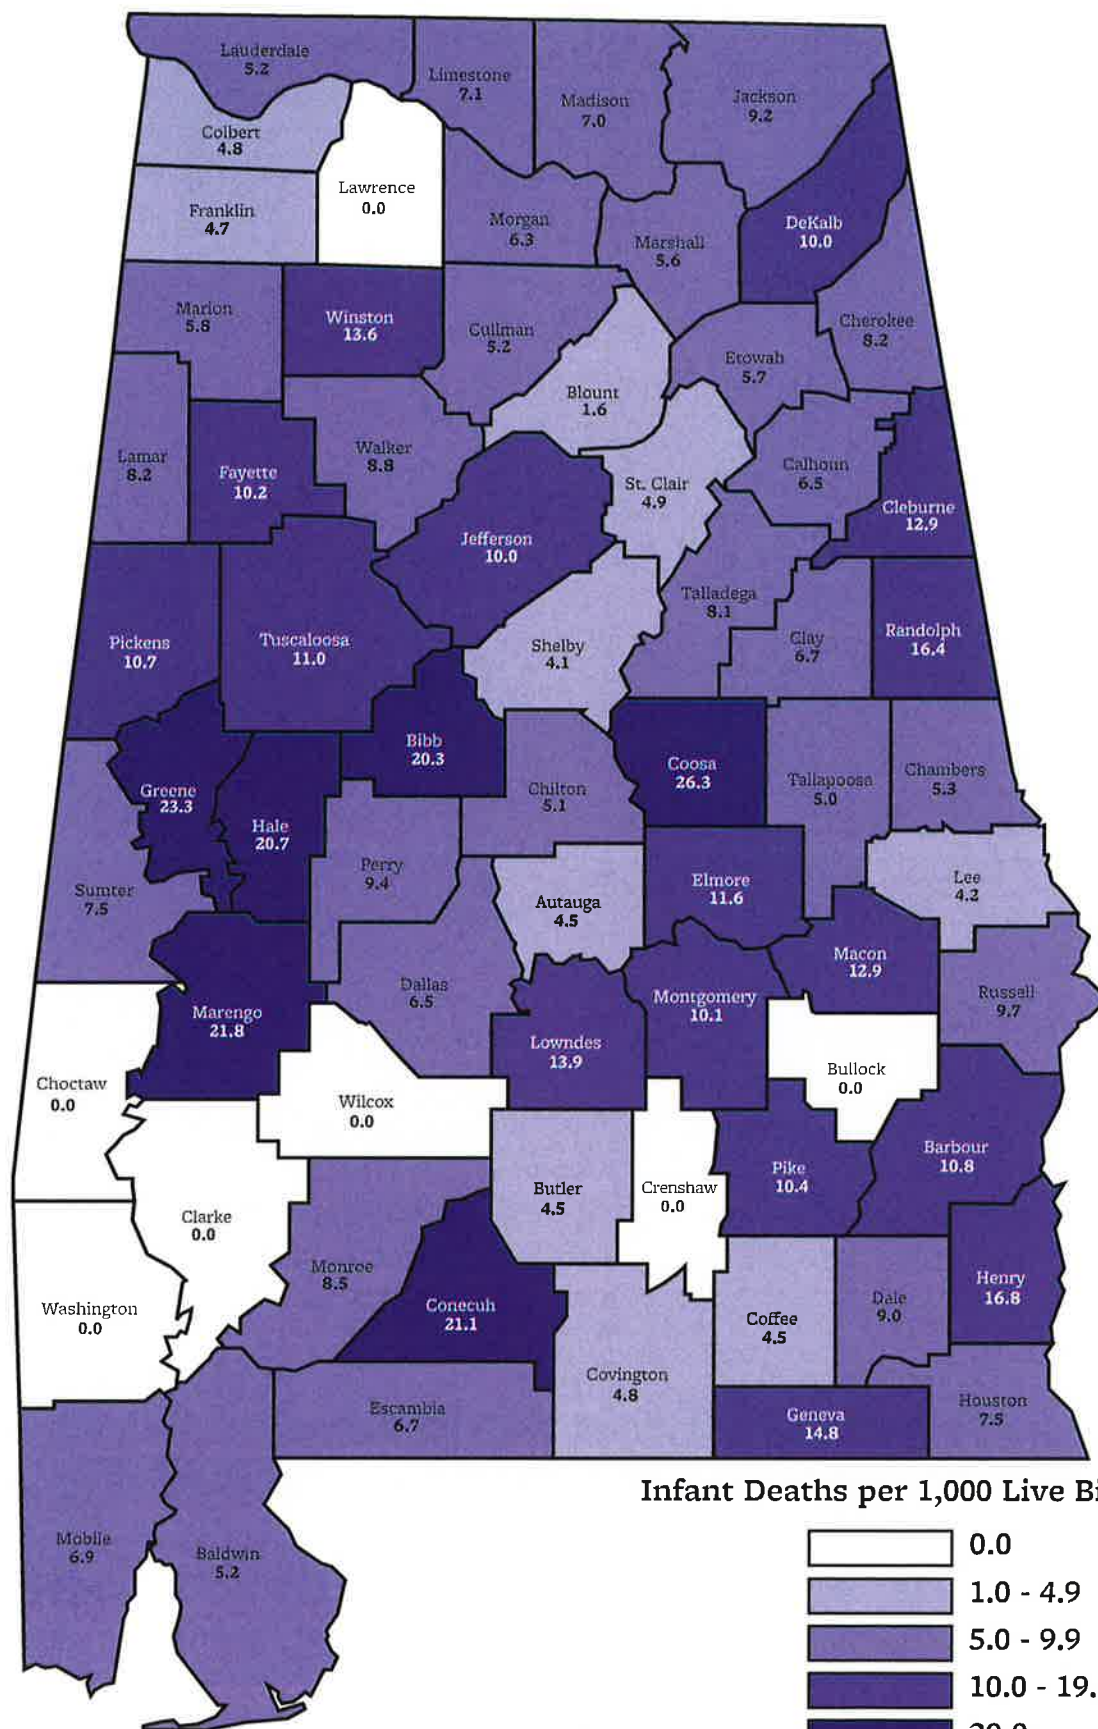 Lauderdale
5.2
Limestone
7.1
Madison
7.0
Jackson
9.2
Colbert
4.8
Lawrence
0.0
Franklin
4.7
Morgan
6.3
Marshall
5.6
DeKalb
10.0
Marion
5.8
Winston
13.6
Cullman
5.2
Cherokee
8.2
Etowah
5.7
Blount
1.6
Lamar
8.2
Fayette
10.2
Walker
8.8
St. Clair
4.9
Calhoun
6.5
Cleburne
12.9
Jefferson
10.0
Talladega
8.1
Pickens
10.7
Tuscaloosa
11.0
Shelby
4.1
Clay
6.7
Randolph
16.4
Bibb
20.3
Greene
23.3
Hale
20.7
Chilton
5.1
Coosa
26.3
Tallapoosa
5.0
Chambers
5.3
Sumter
7.5
Perry
9.4
Autauga
4.5
Elmore
11.6
Lee
4.2
Macon
12.9
Marengo
21.8
Dallas
6.5
Lowndes
13.9
Montgomery
10.1
Russell
9.7
Choctaw
0.0
Wilcox
0.0
Bullock
0.0
Barbour
10.8
Clarke
0.0
Butler
4.5
Crenshaw
0.0
Pike
10.4
Washington
0.0
Monroe
8.5
Conecuh
21.1
Coffee
4.5
Dale
9.0
Henry
16.8
Covington
4.8
Escambia
6.7
Geneva
14.8
Houston
7.5
Mobile
6.9
Baldwin
5.2
Infant Deaths per 1,000 Live Bi
0.0
1.0 - 4.9
5.0 - 9.9
10.0 - 19.